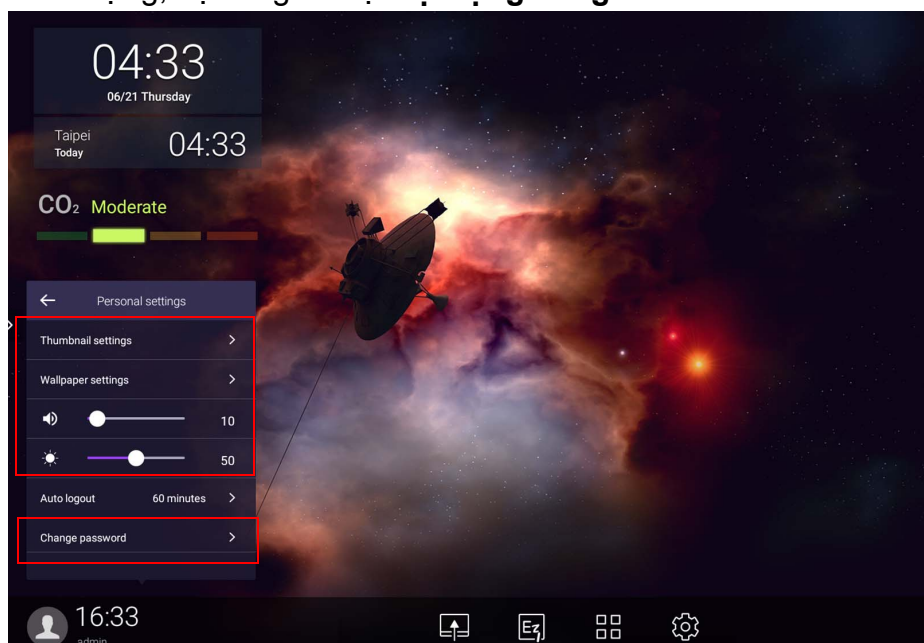 04:33
06/21 Thursday
Taipei
Today
04:33
CO₂ Moderate
Personal settings
Thumbnail settings
Wallpaper settings
10
50
Auto logout 60 minutes
Change password
16:33
admin